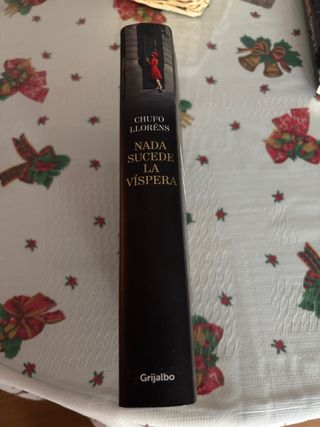 CHUFO
LLORÉNS
NADA
SUCEDE
LA
VÍSPERA
Grijalbo